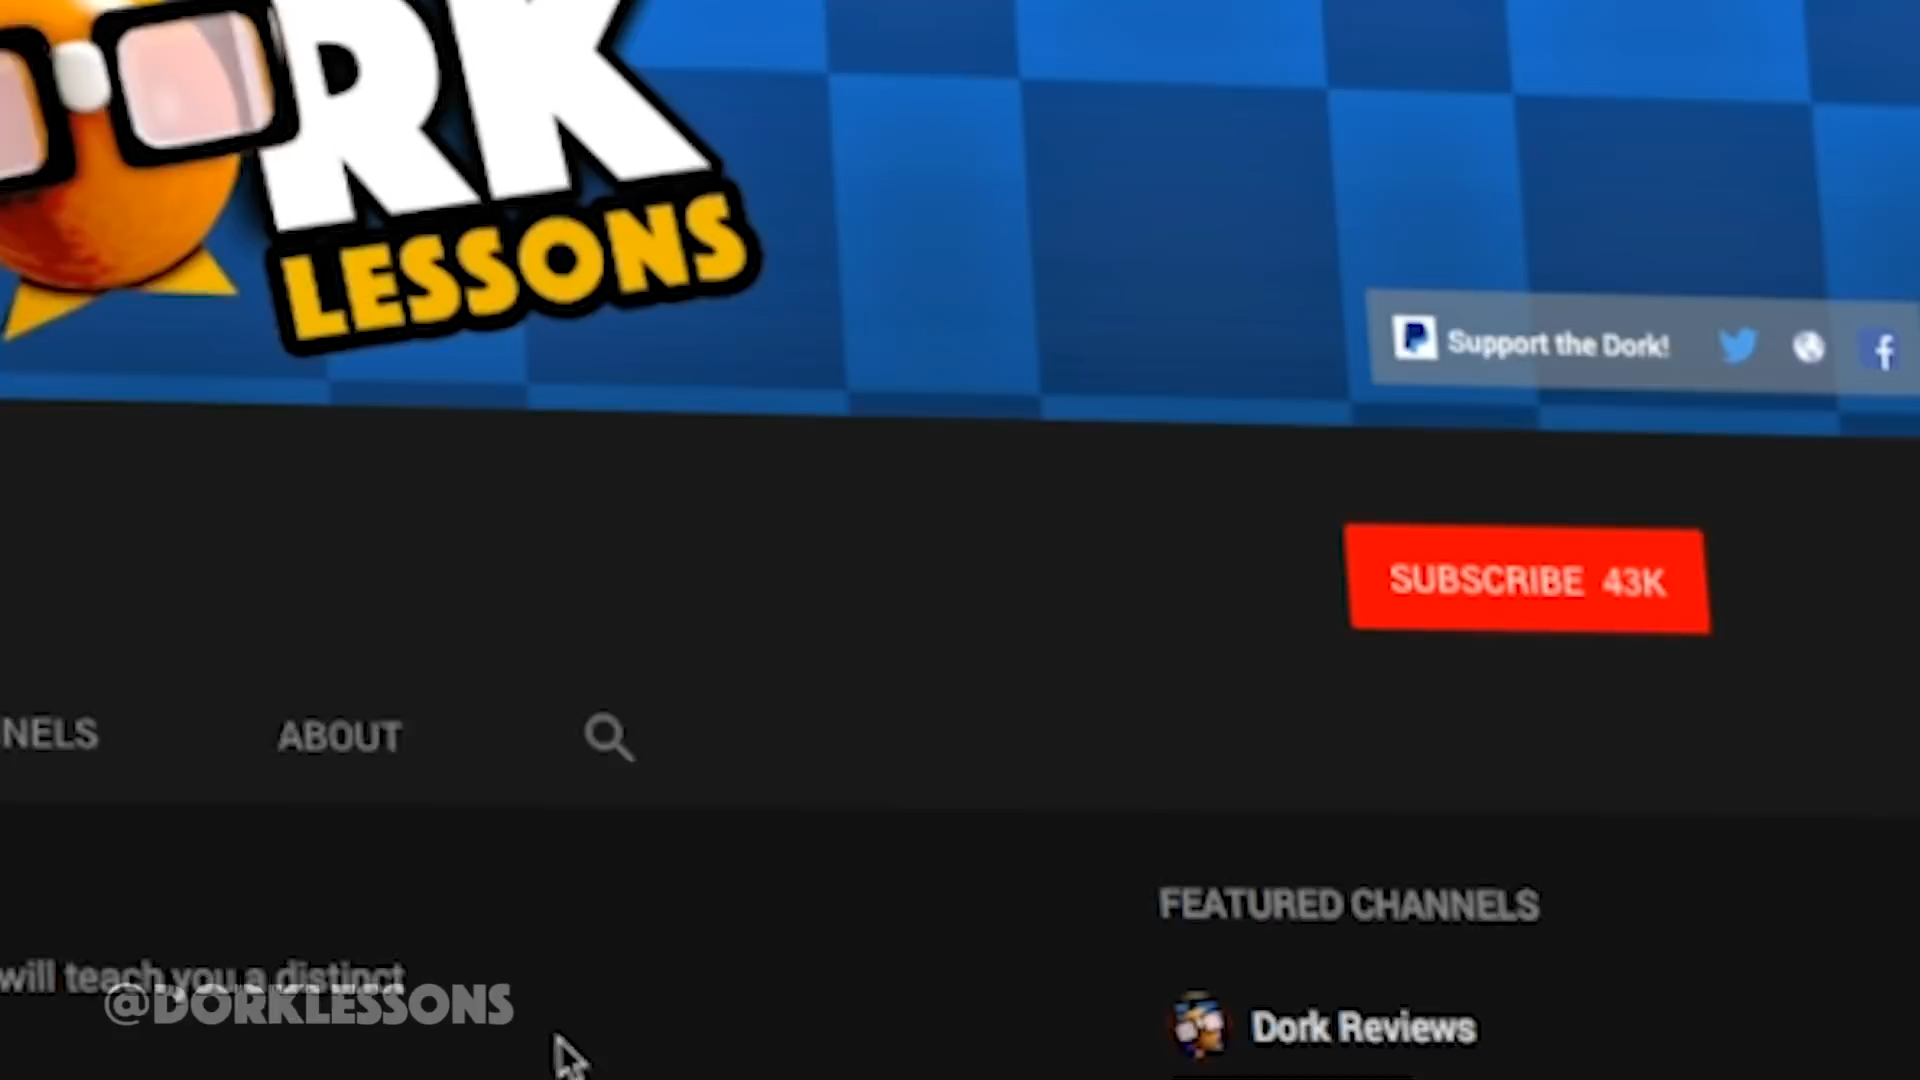 RK
LESSONS
Support the Dork!
SUBSCRIBE 43K
NELS
ABOUT
FEATURED CHANNELS
will teach you a distinct
@DORKLESSONS
Dork Reviews